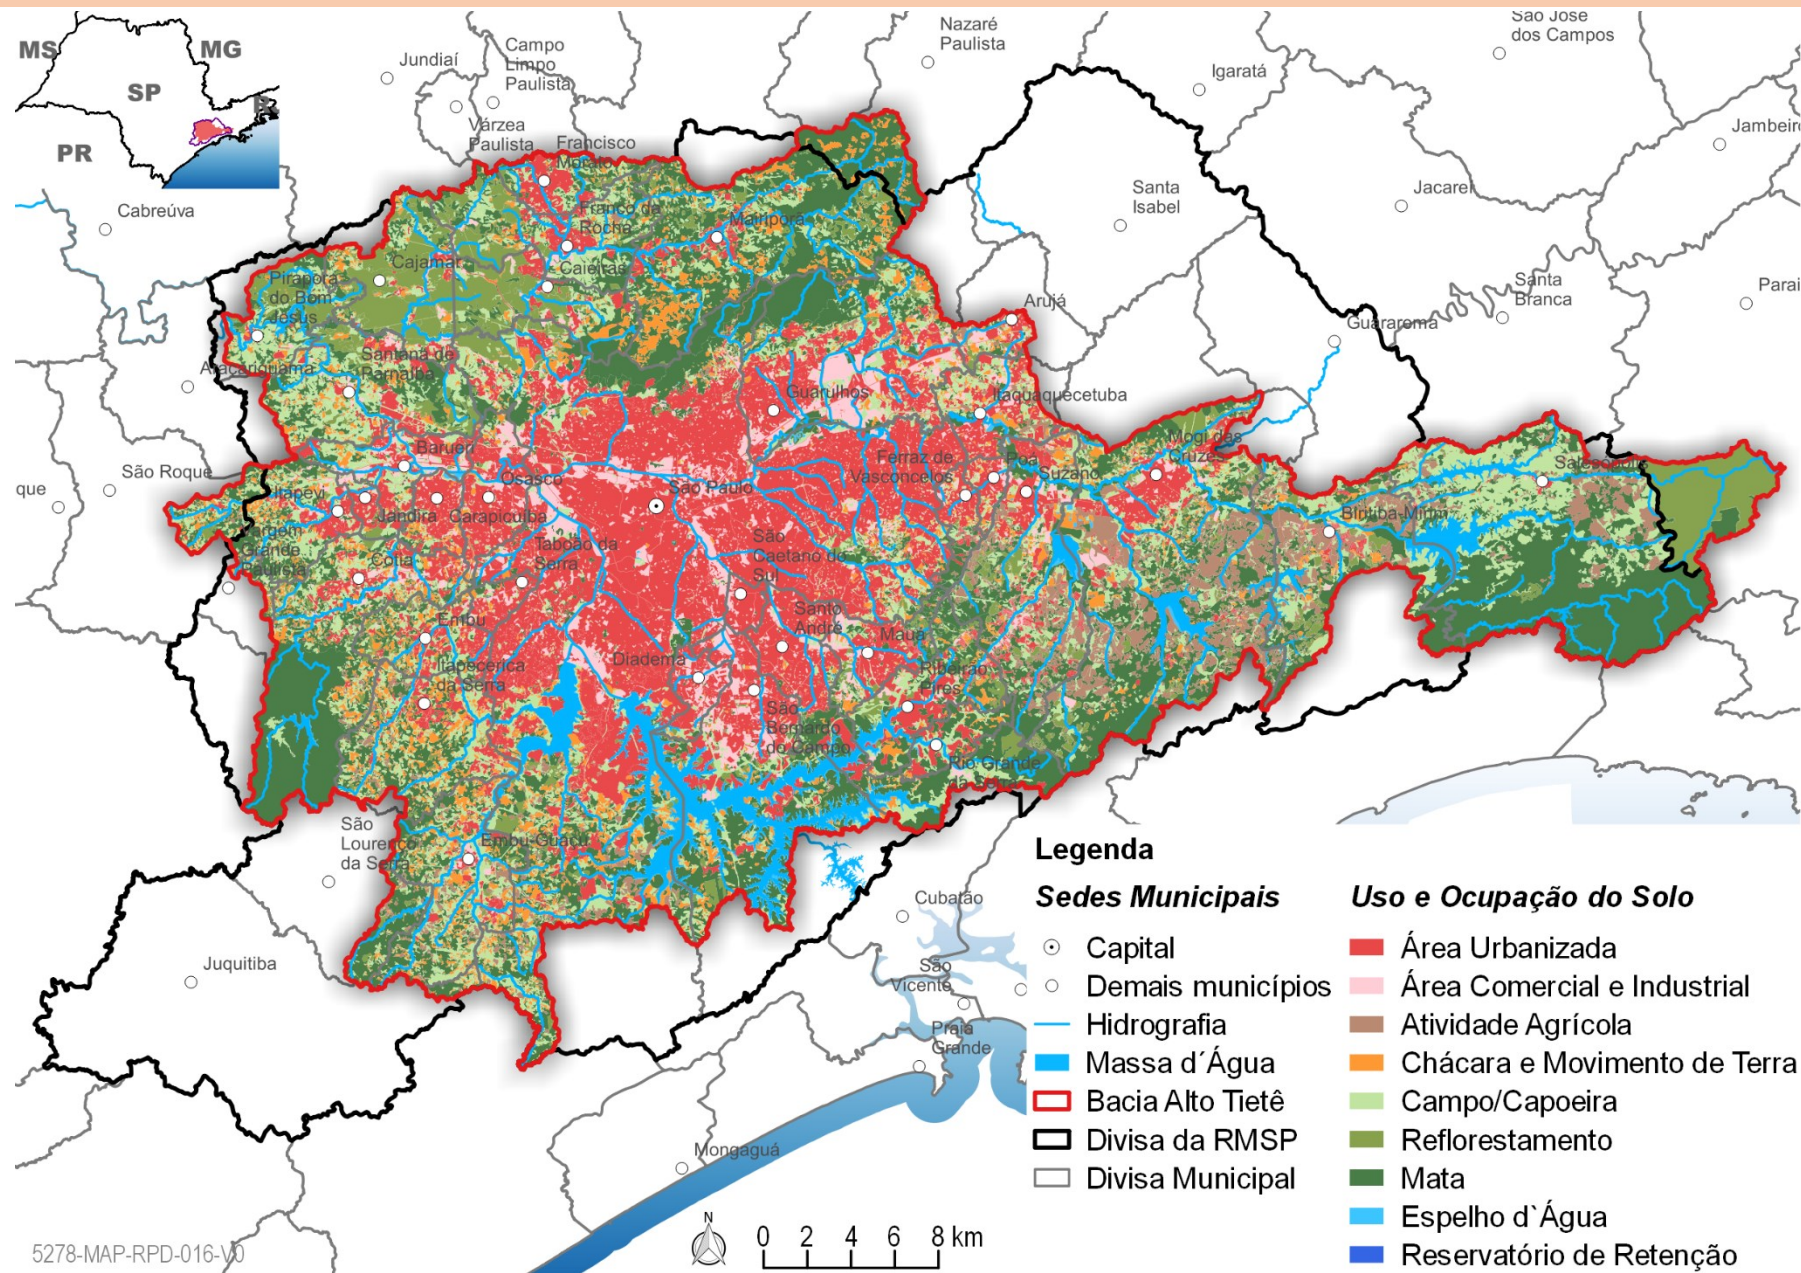 MS
MG
SP
R
PR
Jundiaí
Campo
Limpo
Paulista
Várzea
Paulista
Nazaré
Paulista
Igaratá
São José
dos Campos
Jambeiro
Jacareí
Santa
Isabel
Santa
Branca
Parai
Guararema
Arujá
Cabreúva
Francisco
Morato
Franco da
Rocha
Mairiporã
Caieiras
Cajamar
Pirapora
do Bom
Jesus
Santana de
Parnaíba
Araçariguama
Guarulhos
Itaquaquecetuba
São Roque
que
Barueri
Osasco
Itapevi
Jandira
Carapicuíba
São Paulo
Ferraz de
Vasconcelos
Poá
Suzano
Mogi das
Cruzes
Salesópolis
Biritiba-Mirim
Vargem
Grande
Paulista
Cotia
Taboão da
Serra
São
Caetano do
Sul
Santo
André
Mauá
Embu
Itapecerica
da Serra
Diadema
Ribeirão
Pires
São
Bernardo
do Campo
Rio Grande
São
Lourenço
da Serra
Embu-Guaçu
Juquitiba
Cubatão
São
Vicente
Praia
Grande
Mongaguá
Legenda
Sedes Municipais
Capital
Demais municípios
Hidrografia
Massa d´Água
Bacia Alto Tietê
Divisa da RMSP
Divisa Municipal
Uso e Ocupação do Solo
Área Urbanizada
Área Comercial e Industrial
Atividade Agrícola
Chácara e Movimento de Terra
Campo/Capoeira
Reflorestamento
Mata
Espelho d`Água
Reservatório de Retenção
N
0 2 4 6 8 km
5278-MAP-RPD-016-V0